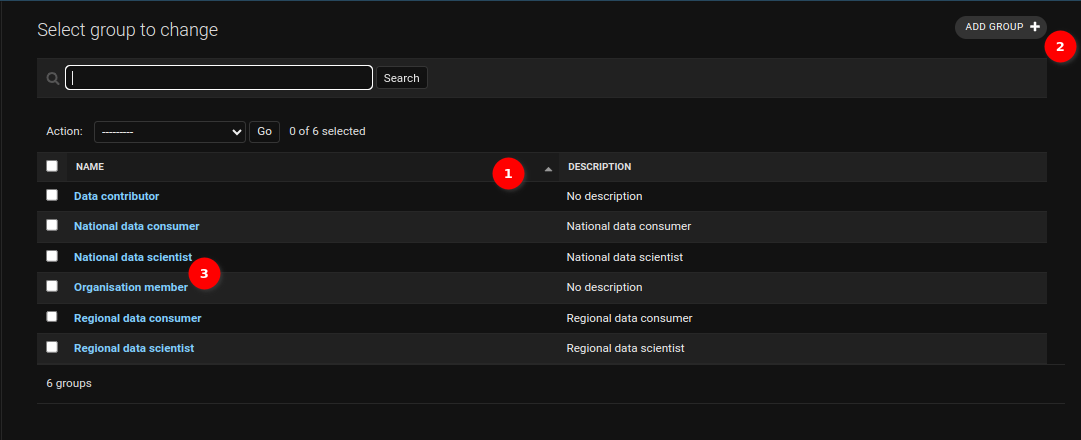 Select group to change
ADD GROUP +
2
Search
Action: --------- Go 0 of 6 selected
NAME 1 DESCRIPTION
Data contributor No description
National data consumer National data consumer
National data scientist National data scientist
3
Organisation member No description
Regional data consumer Regional data consumer
Regional data scientist Regional data scientist
6 groups